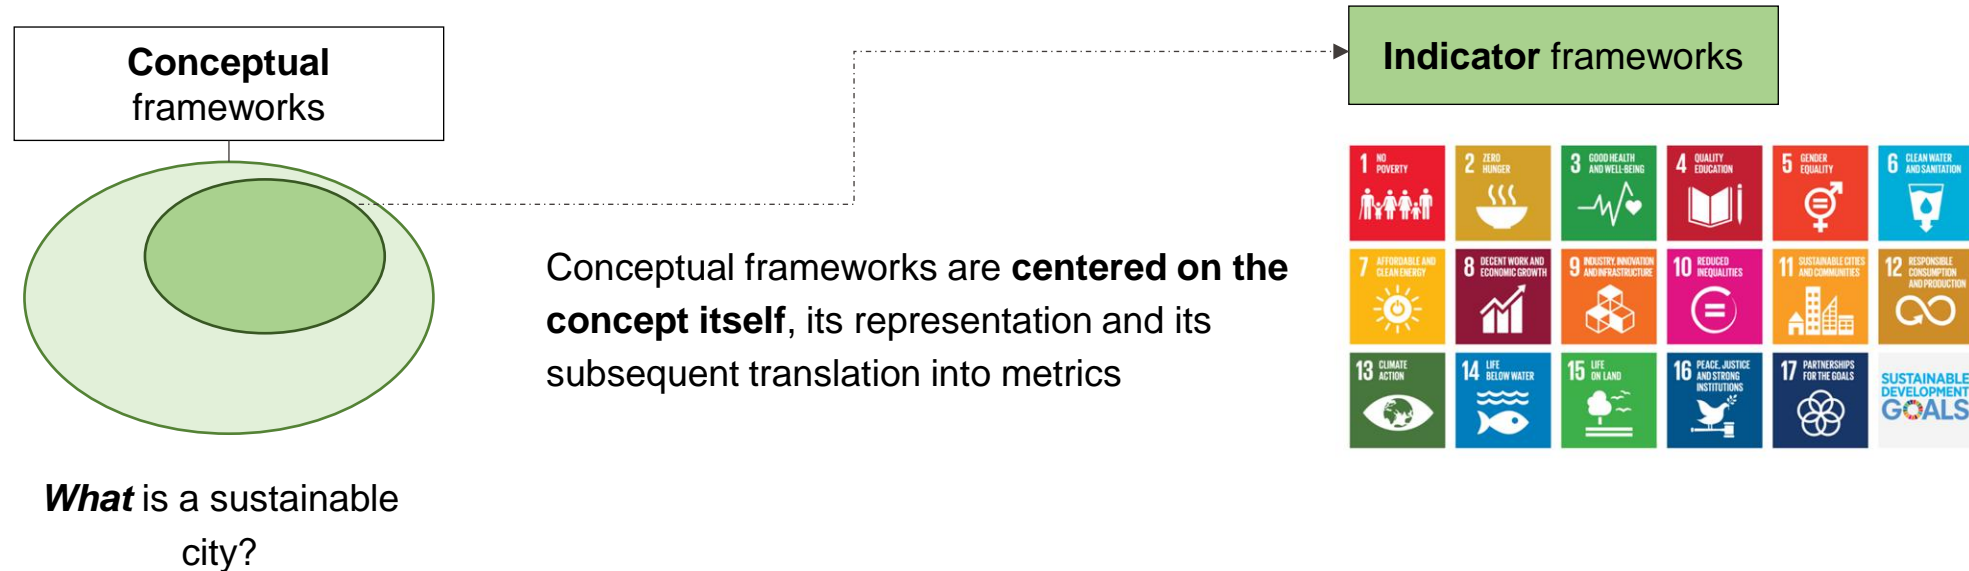 Conceptual
frameworks
Indicator frameworks
Conceptual frameworks are centered on the
concept itself, its representation and its
subsequent translation into metrics
What is a sustainable
city?
1 NO
POVERTY
2 ZERO
HUNGER
3 GOOD HEALTH
AND WELL-BEING
4 QUALITY
EDUCATION
5 GENDER
EQUALITY
6 CLEAN WATER
AND SANITATION
7 AFFORDABLE AND
CLEAN ENERGY
8 DECENT WORK AND
ECONOMIC GROWTH
9 INDUSTRY, INNOVATION
AND INFRASTRUCTURE
10 REDUCED
INEQUALITIES
11 SUSTAINABLE CITIES
AND COMMUNITIES
12 RESPONSIBLE
CONSUMPTION
AND PRODUCTION
13 CLIMATE
ACTION
14 LIFE
BELOW WATER
15 LIFE
ON LAND
16 PEACE, JUSTICE
AND STRONG
INSTITUTIONS
17 PARTNERSHIPS
FOR THE GOALS
SUSTAINABLE
DEVELOPMENT
GOALS